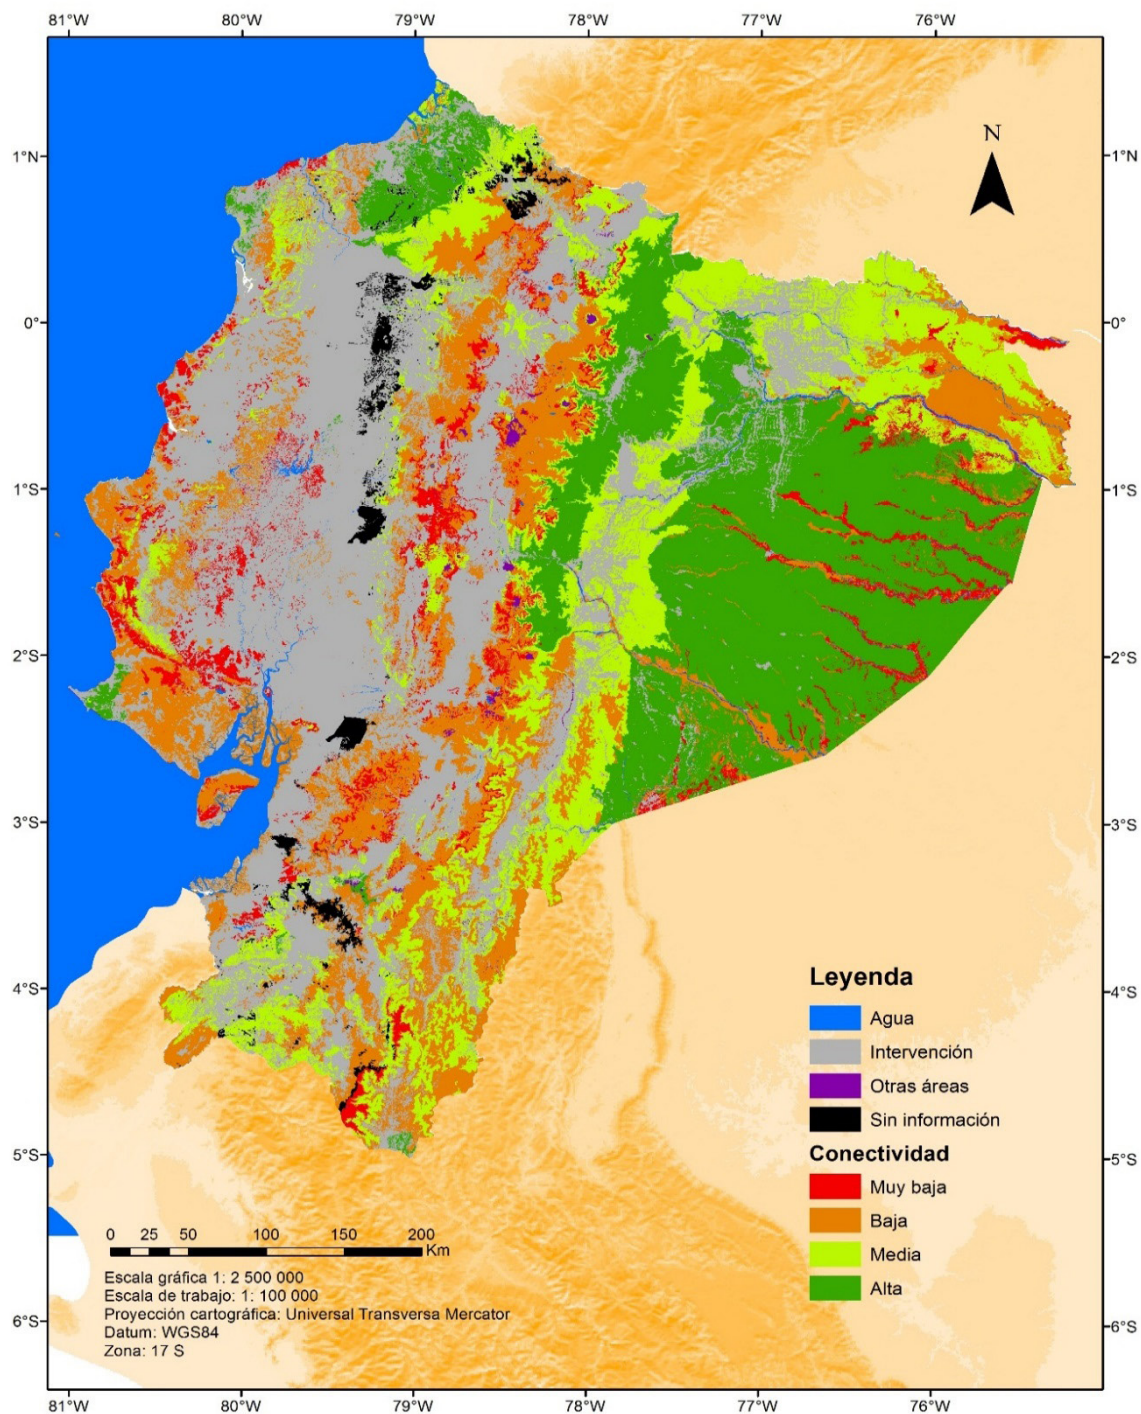 81°W 80°W 79°W 78°W 77°W 76°W
N
1°N 1°N
0° 0°
1°S 1°S
2°S 2°S
3°S 3°S
4°S 4°S
5°S 5°S
6°S 6°S
Leyenda
Agua
Intervención
Otras áreas
Sin información
Conectividad
Muy baja
Baja
Media
Alta
0 25 50 100 150 200
Km
Escala gráfica 1: 2 500 000
Escala de trabajo: 1: 100 000
Proyección cartográfica: Universal Transversa Mercator
Datum: WGS84
Zona: 17 S
81°W 80°W 79°W 78°W 77°W 76°W